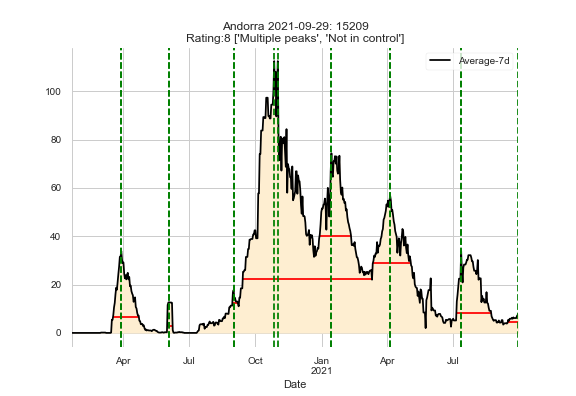 Andorra 2021-09-29: 15209
Rating:8 ['Multiple peaks', 'Not in control']
Average-7d
100
80
60
40
20
0
Apr Jul Oct Jan Apr Jul
2021
Date